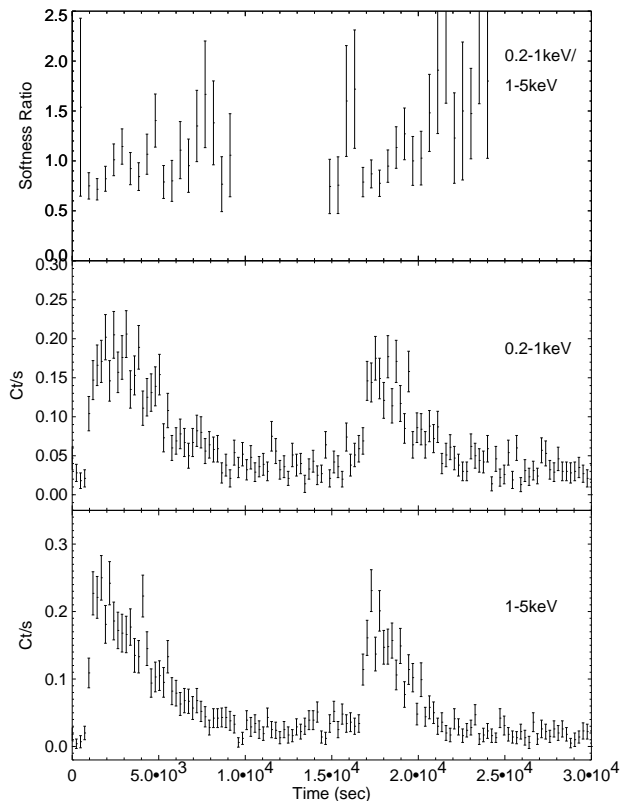 2.5
2.0
1.5
1.0
0.5
0.0
Softness Ratio
0.2-1keV/
1-5keV
0.30
0.25
0.20
0.15
0.10
0.05
0.00
Ct/s
0.2-1keV
0.3
0.2
0.1
0.0
Ct/s
1-5keV
0 5.0•10³ 1.0•10⁴ 1.5•10⁴ 2.0•10⁴ 2.5•10⁴ 3.0•10⁴
Time (sec)